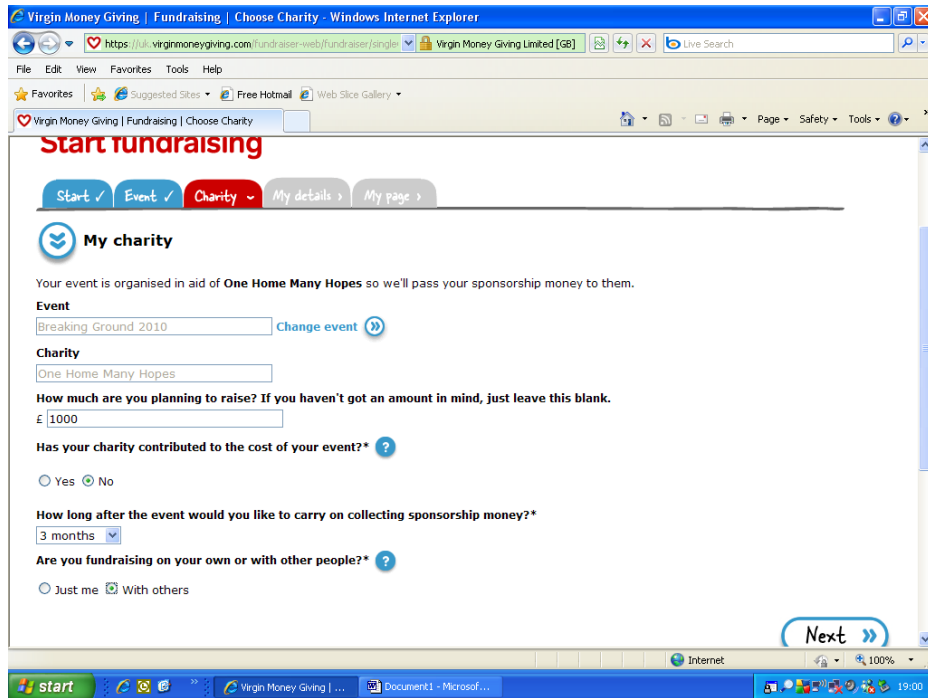 Virgin Money Giving | Fundraising | Choose Charity - Windows Internet Explorer
https://uk.virginmoneygiving.com/fundraiser-web/fundraiser/single Virgin Money Giving Limited [GB] Live Search
File Edit View Favorites Tools Help
Favorites Suggested Sites Free Hotmail Web Slice Gallery
Virgin Money Giving | Fundraising | Choose Charity Page Safety Tools
Start fundraising
Start ✓ Event ✓ Charity My details › My page ›
My charity
Your event is organised in aid of One Home Many Hopes so we'll pass your sponsorship money to them.
Event
Breaking Ground 2010 Change event »
Charity
One Home Many Hopes
How much are you planning to raise? If you haven't got an amount in mind, just leave this blank.
£ 1000
Has your charity contributed to the cost of your event?* ?
Yes No
How long after the event would you like to carry on collecting sponsorship money?*
3 months
Are you fundraising on your own or with other people?* ?
Just me With others
Next »
Internet 100%
start » Virgin Money Giving | ... Document1 - Microsof... 19:00